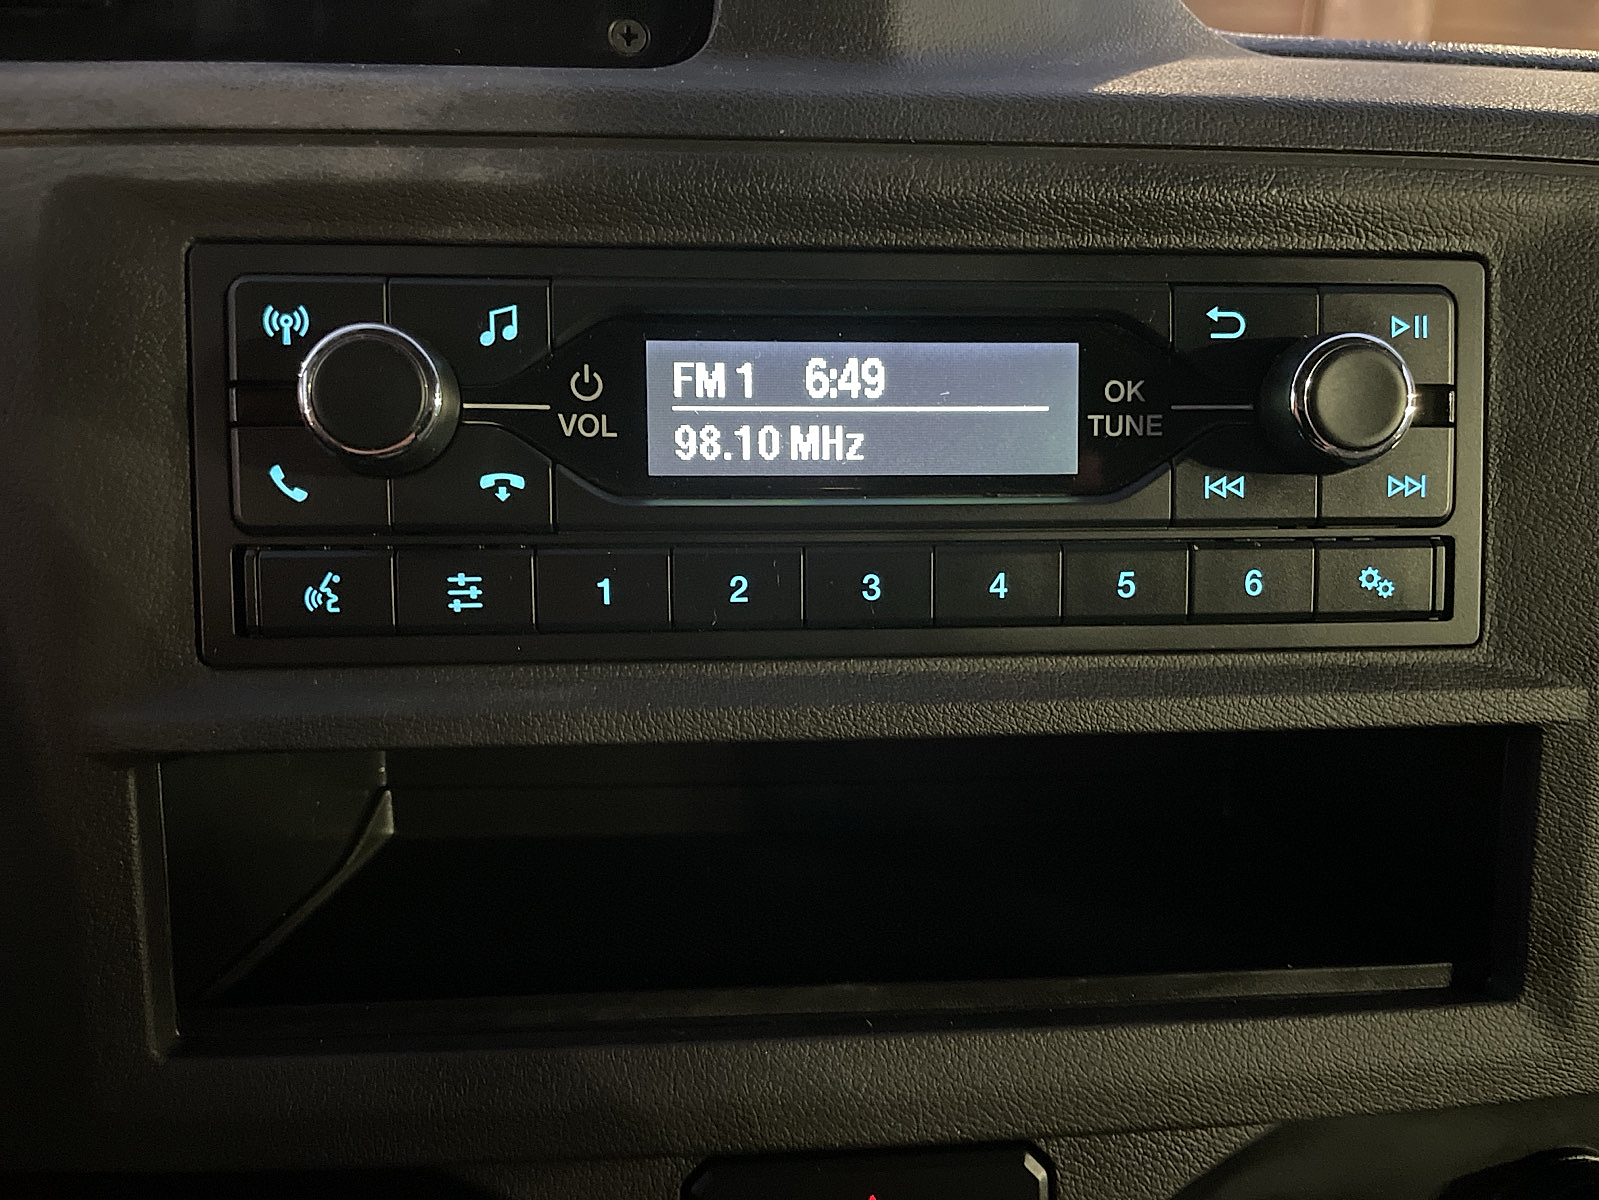 FM 1 6:49
98.10 MHz
VOL
OK
TUNE
1 2 3 4 5 6